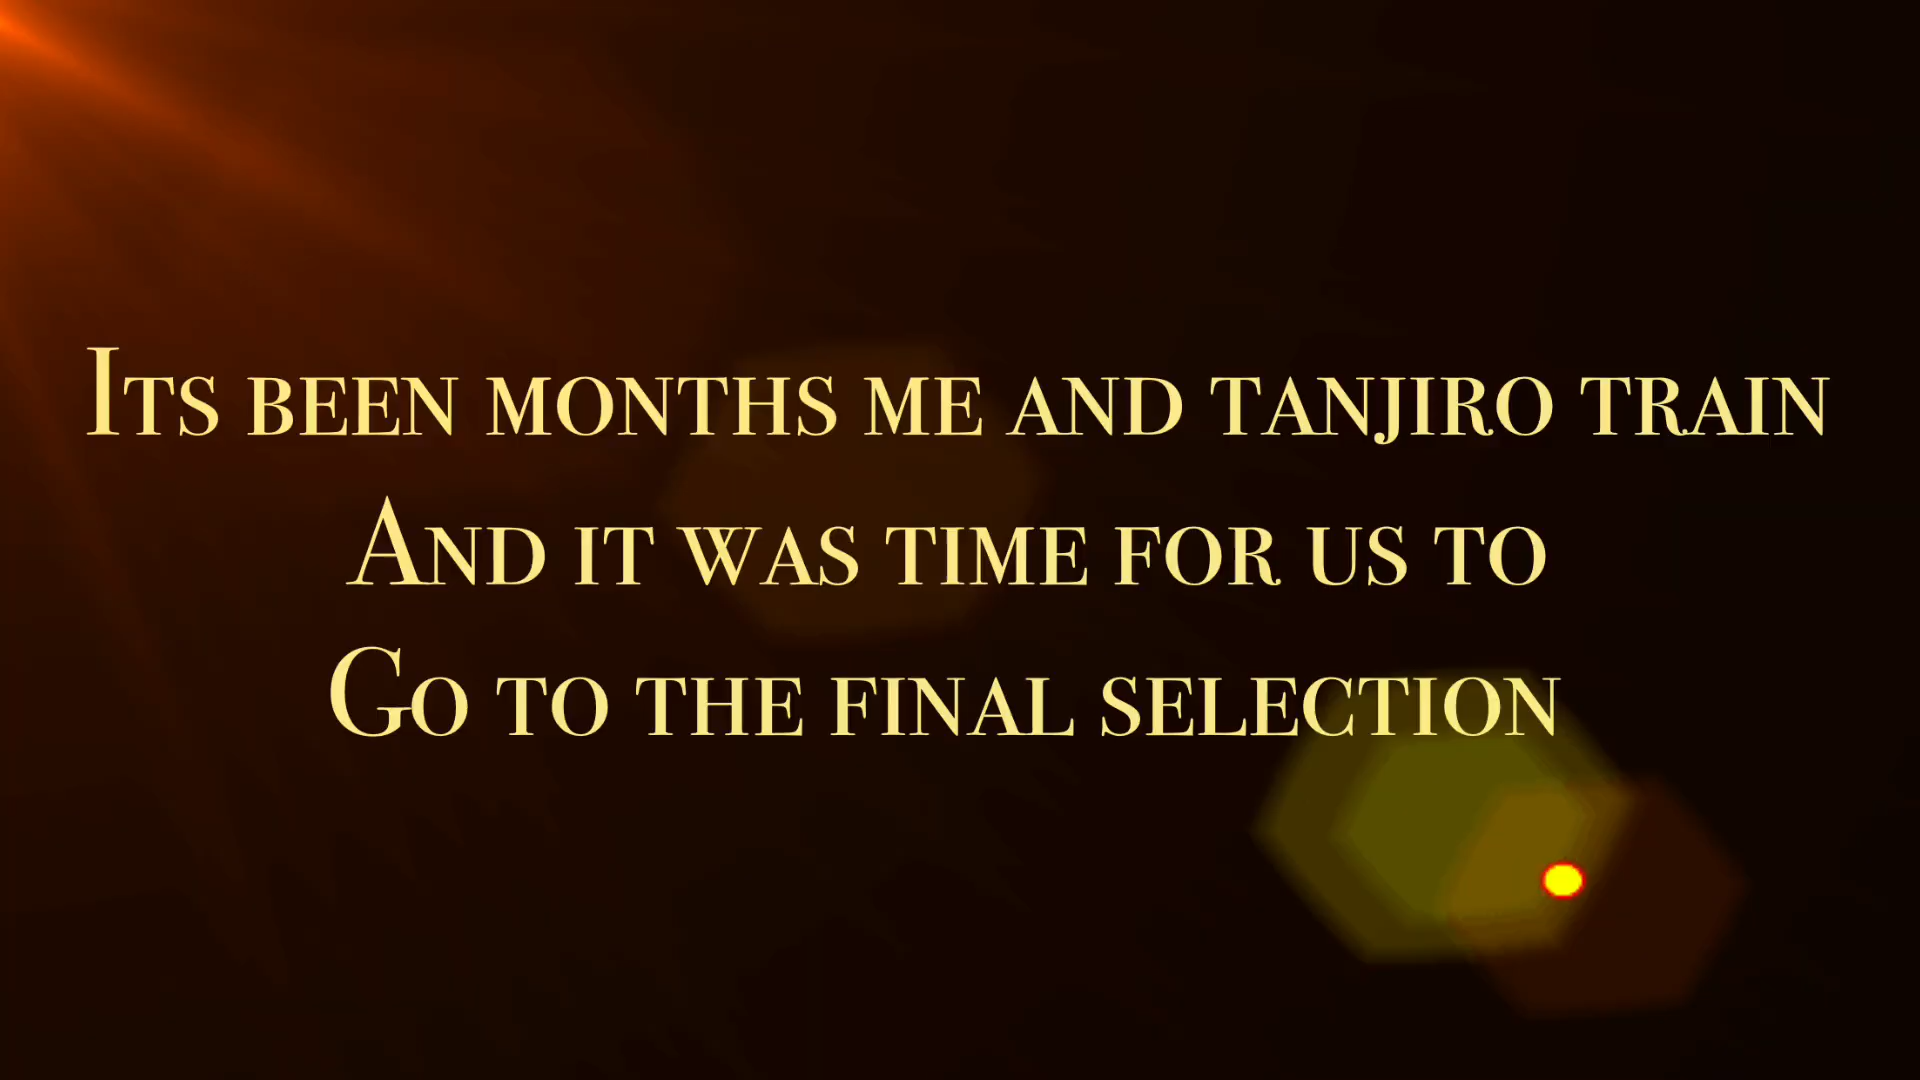 Its been months me and tanjiro train
And it was time for us to
Go to the final selection